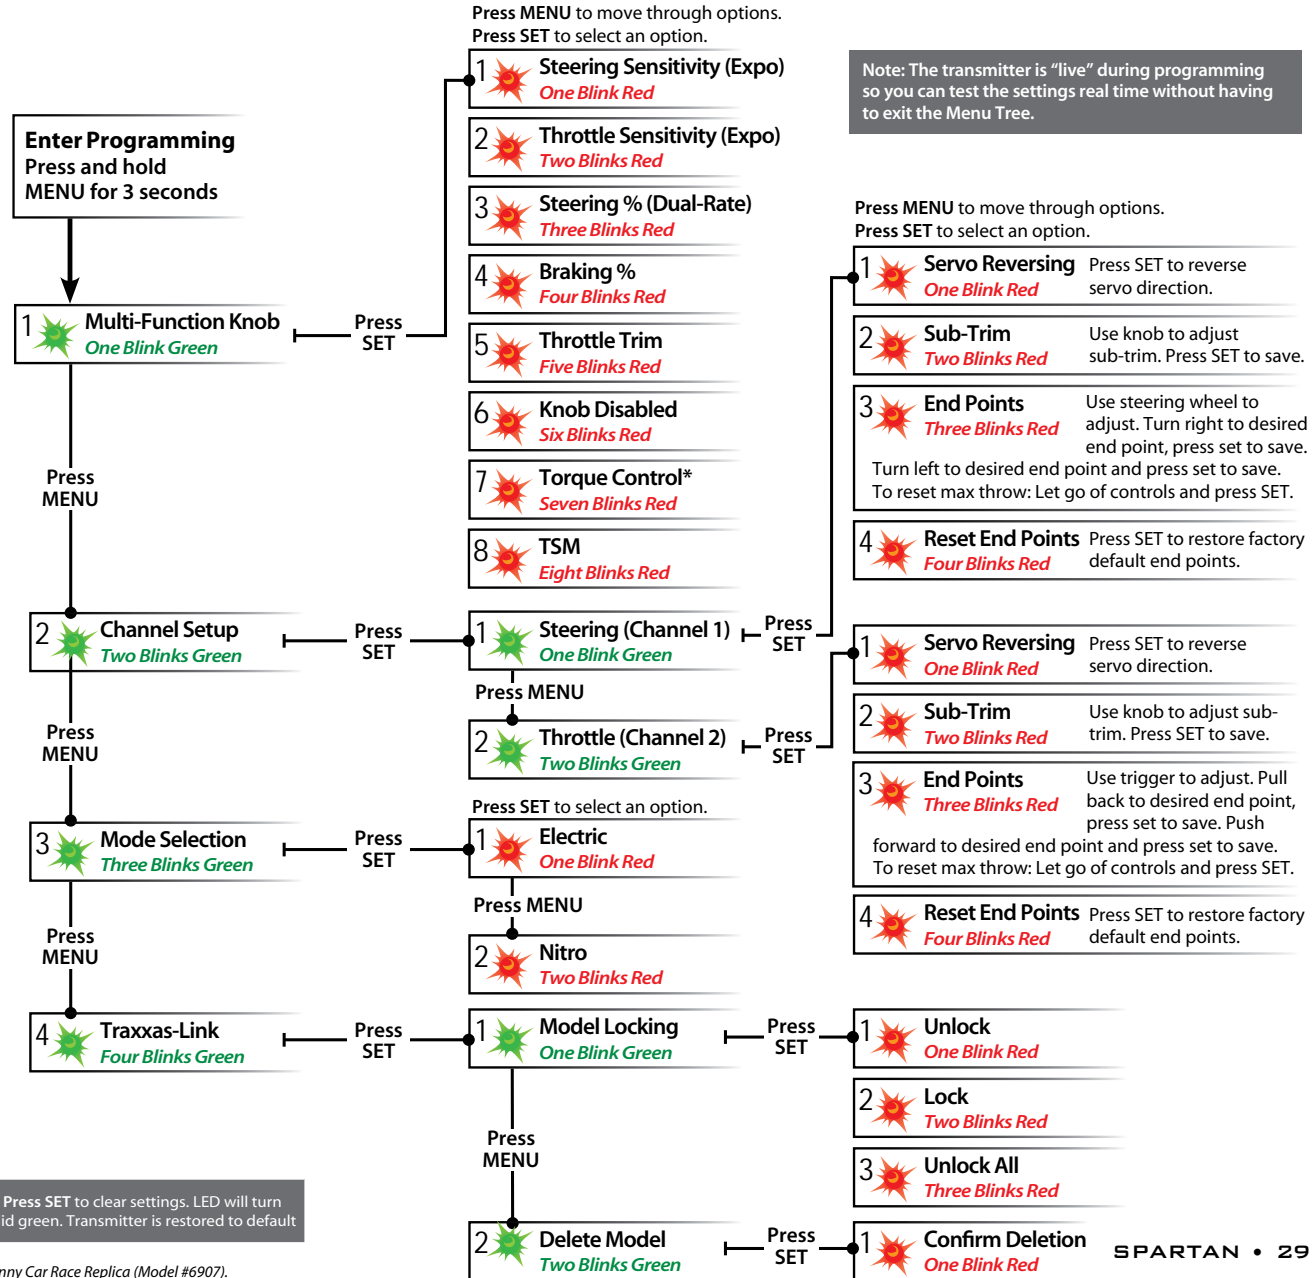 Press MENU to move through options.
Press SET to select an option.
Note: The transmitter is “live” during programming
so you can test the settings real time without having
to exit the Menu Tree.
Enter Programming
Press and hold
MENU for 3 seconds
1 Multi-Function Knob
One Blink Green
Press
SET
1 Steering Sensitivity (Expo)
One Blink Red
2 Throttle Sensitivity (Expo)
Two Blinks Red
3 Steering % (Dual-Rate)
Three Blinks Red
4 Braking %
Four Blinks Red
5 Throttle Trim
Five Blinks Red
6 Knob Disabled
Six Blinks Red
7 Torque Control*
Seven Blinks Red
8 TSM
Eight Blinks Red
Press
MENU
2 Channel Setup
Two Blinks Green
Press
SET
1 Steering (Channel 1)
One Blink Green
Press
SET
Press MENU to move through options.
Press SET to select an option.
1 Servo Reversing
One Blink Red
Press SET to reverse
servo direction.
2 Sub-Trim
Two Blinks Red
Use knob to adjust
sub-trim. Press SET to save.
3 End Points
Three Blinks Red
Use steering wheel to
adjust. Turn right to desired
end point, press set to save.
Turn left to desired end point and press set to save.
To reset max throw: Let go of controls and press SET.
4 Reset End Points
Four Blinks Red
Press SET to restore factory
default end points.
Press MENU
2 Throttle (Channel 2)
Two Blinks Green
Press
SET
1 Servo Reversing
One Blink Red
Press SET to reverse
servo direction.
2 Sub-Trim
Two Blinks Red
Use knob to adjust sub-
trim. Press SET to save.
3 End Points
Three Blinks Red
Use trigger to adjust. Pull
back to desired end point,
press set to save. Push
forward to desired end point and press set to save.
To reset max throw: Let go of controls and press SET.
4 Reset End Points
Four Blinks Red
Press SET to restore factory
default end points.
Press
MENU
3 Mode Selection
Three Blinks Green
Press
SET
Press SET to select an option.
1 Electric
One Blink Red
Press MENU
2 Nitro
Two Blinks Red
Press
MENU
4 Traxxas-Link
Four Blinks Green
Press
SET
1 Model Locking
One Blink Green
Press
SET
1 Unlock
One Blink Red
2 Lock
Two Blinks Red
3 Unlock All
Three Blinks Red
Press
MENU
2 Delete Model
Two Blinks Green
Press
SET
1 Confirm Deletion
One Blink Red
Press SET to clear settings. LED will turn
id green. Transmitter is restored to default
nny Car Race Replica (Model #6907).
SPARTAN • 29